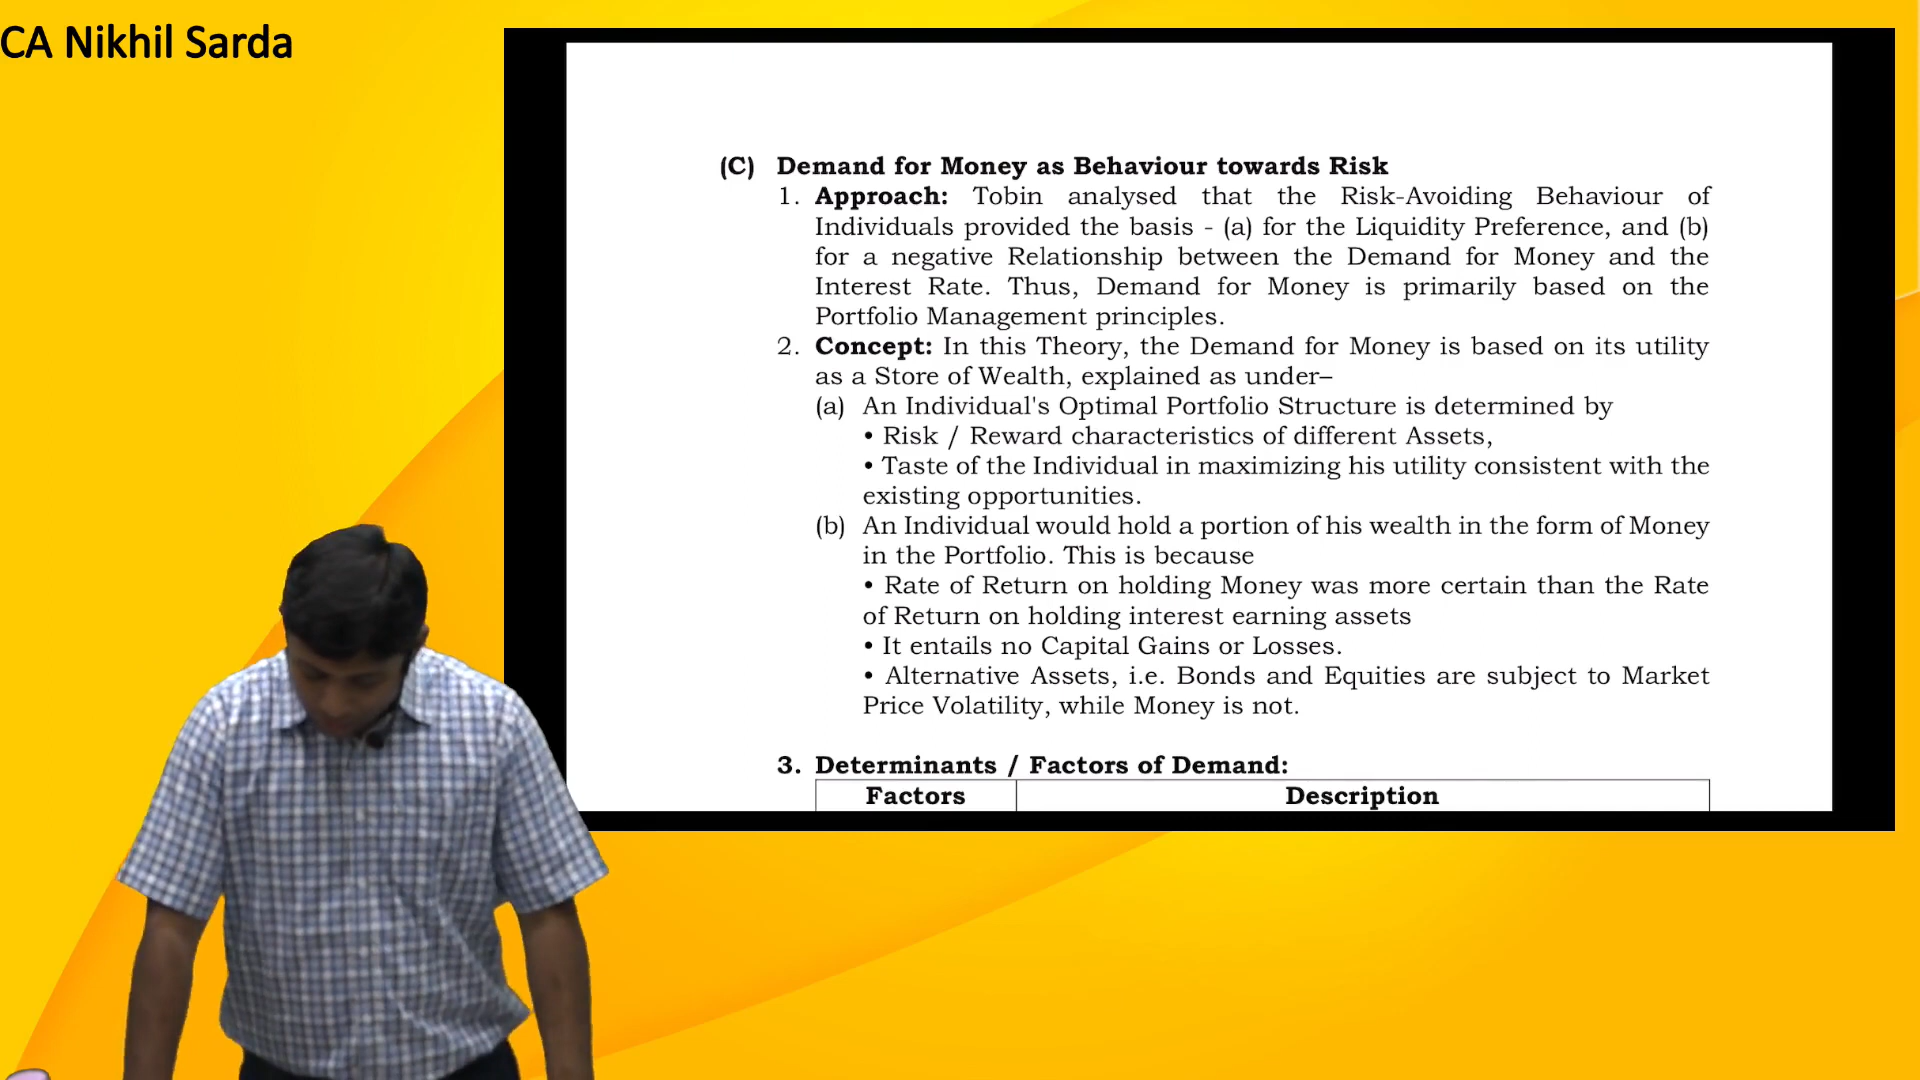 CA Nikhil Sarda
(C) Demand for Money as Behaviour towards Risk
1. Approach: Tobin analysed that the Risk-Avoiding Behaviour of
Individuals provided the basis - (a) for the Liquidity Preference, and (b)
for a negative Relationship between the Demand for Money and the
Interest Rate. Thus, Demand for Money is primarily based on the
Portfolio Management principles.
2. Concept: In this Theory, the Demand for Money is based on its utility
as a Store of Wealth, explained as under–
(a) An Individual's Optimal Portfolio Structure is determined by
• Risk / Reward characteristics of different Assets,
• Taste of the Individual in maximizing his utility consistent with the
existing opportunities.
(b) An Individual would hold a portion of his wealth in the form of Money
in the Portfolio. This is because
• Rate of Return on holding Money was more certain than the Rate
of Return on holding interest earning assets
• It entails no Capital Gains or Losses.
• Alternative Assets, i.e. Bonds and Equities are subject to Market
Price Volatility, while Money is not.
3. Determinants / Factors of Demand:
Factors Description